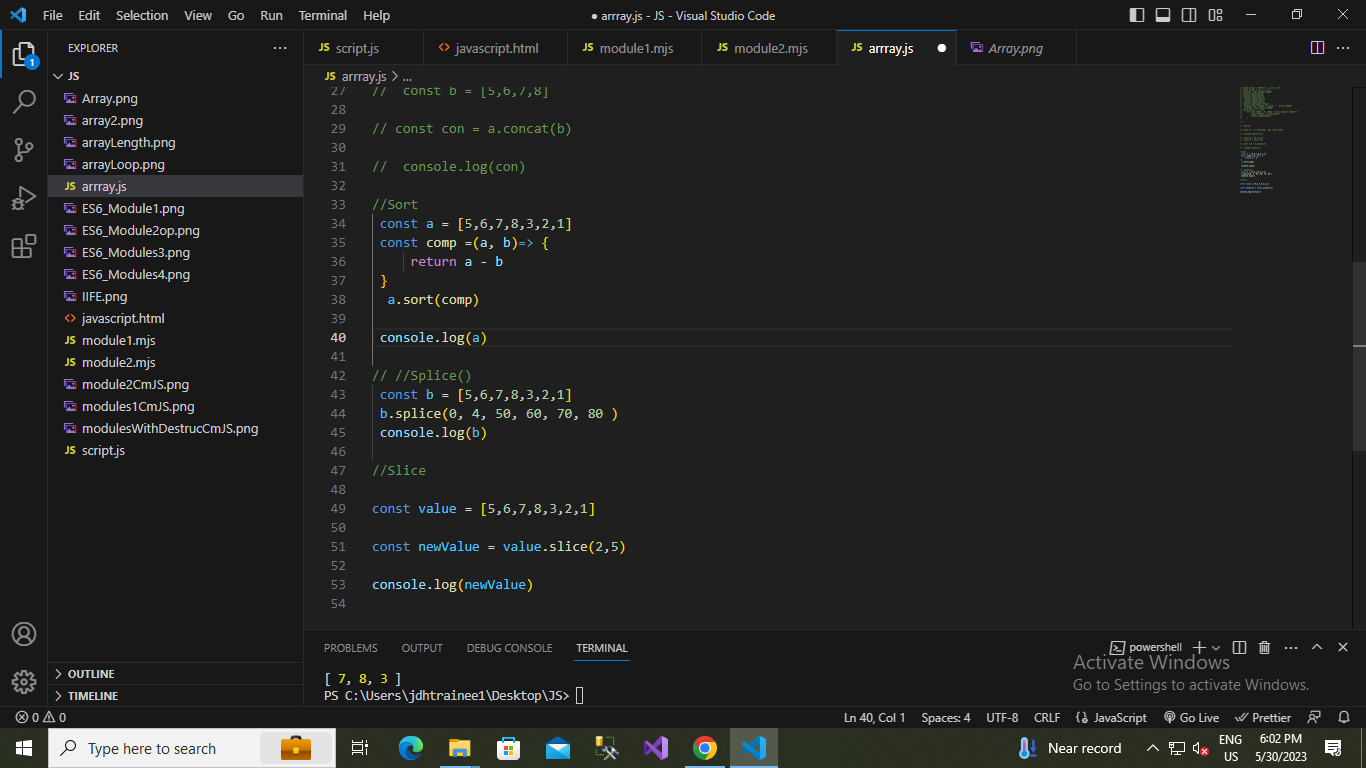 File Edit Selection View Go Run Terminal Help
● arrray.js - JS - Visual Studio Code
1
EXPLORER
JS
Array.png
array2.png
arrayLength.png
arrayLoop.png
JS arrray.js
ES6_Module1.png
ES6_Module2op.png
ES6_Modules3.png
ES6_Modules4.png
IIFE.png
<> javascript.html
JS module1.mjs
JS module2.mjs
module2CmJS.png
modules1CmJS.png
modulesWithDestrucCmJS.png
JS script.js
OUTLINE
TIMELINE
JS script.js <> javascript.html JS module1.mjs JS module2.mjs JS arrray.js ● Array.png
JS arrray.js > ...
27 //  const b = [5,6,7,8]
28
29 // const con = a.concat(b)
30
31 //  console.log(con)
32
33 //Sort
34  const a = [5,6,7,8,3,2,1]
35  const comp =(a, b)=> {
36      return a - b
37  }
38   a.sort(comp)
39
40  console.log(a)
41
42 // //Splice()
43  const b = [5,6,7,8,3,2,1]
44  b.splice(0, 4, 50, 60, 70, 80 )
45  console.log(b)
46
47 //Slice
48
49 const value = [5,6,7,8,3,2,1]
50
51 const newValue = value.slice(2,5)
52
53 console.log(newValue)
54
PROBLEMS OUTPUT DEBUG CONSOLE TERMINAL
powershell
[ 7, 8, 3 ]
PS C:\Users\jdhtrainee1\Desktop\JS>
Activate Windows
Go to Settings to activate Windows.
0 0
Ln 40, Col 1 Spaces: 4 UTF-8 CRLF {} JavaScript Go Live Prettier
Type here to search
Near record
ENG
US
6:02 PM
5/30/2023